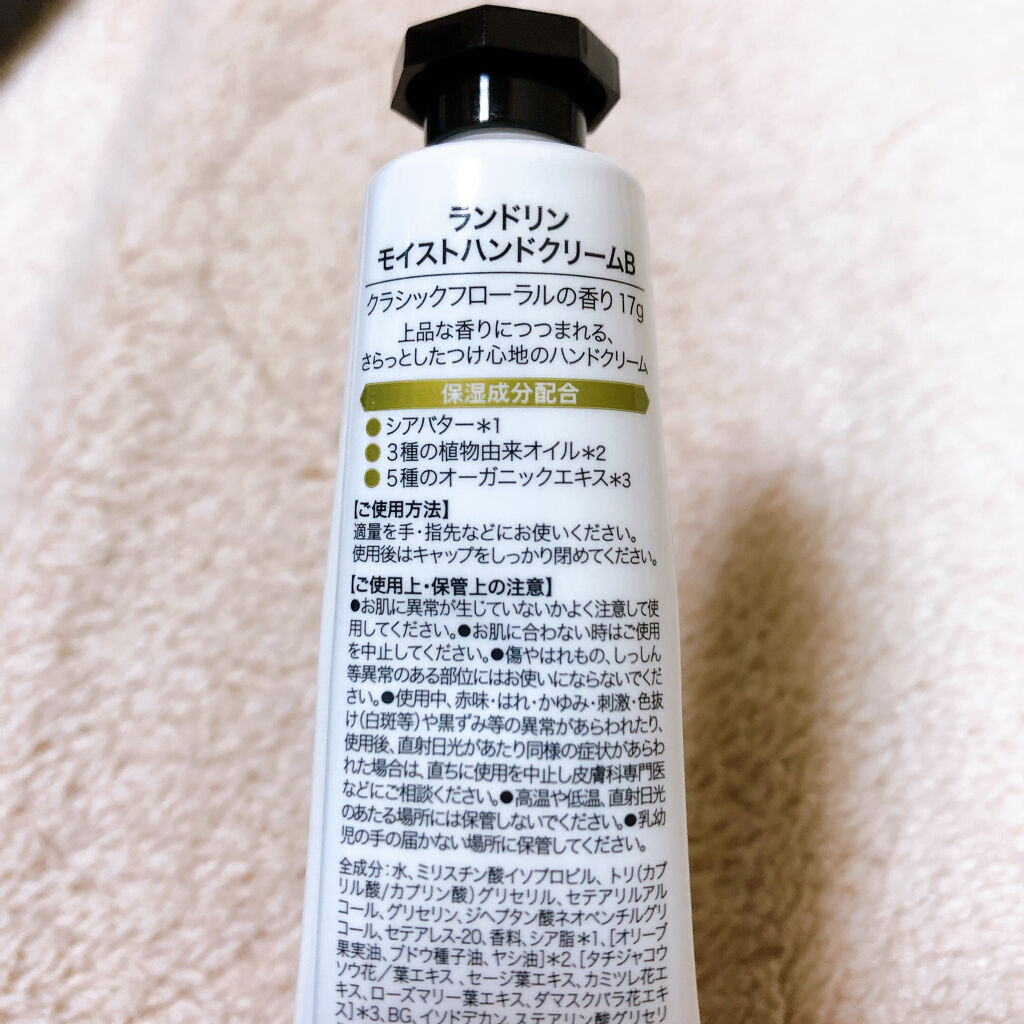 ランドリン
モイストハンドクリームB
クラシックフローラルの香り 17g
上品な香りにつつまれる、
さらっとしたつけ心地のハンドクリーム
保湿成分配合
● シアバター*1
● 3種の植物由来オイル*2
● 5種のオーガニックエキス*3
【ご使用方法】
適量を手・指先などにお使いください。
使用後はキャップをしっかり閉めてください。
【ご使用上・保管上の注意】
●お肌に異常が生じていないかよく注意して使
用してください。●お肌に合わない時はご使用
を中止してください。●傷やはれもの、しっしん
等異常のある部位にはお使いにならないでくだ
さい。●使用中、赤味・はれ・かゆみ・刺激・色抜
け(白斑等)や黒ずみ等の異常があらわれたり、
使用後、直射日光があたり同様の症状があらわ
れた場合は、直ちに使用を中止し皮膚科専門医
などにご相談ください。●高温や低温、直射日光
のあたる場所には保管しないでください。●乳幼
児の手の届かない場所に保管してください。
全成分:水、ミリスチン酸イソプロピル、トリ(カプ
リル酸/カプリン酸)グリセリル、セテアリルアル
コール、グリセリン、ジヘプタン酸ネオペンチルグリ
コール、セテアレス-20、香料、シア脂*1、[オリーブ
果実油、ブドウ種子油、ヤシ油]*2、[タチジャコウ
ソウ花/葉エキス、セージ葉エキス、カミツレ花エ
キス、ローズマリー葉エキス、ダマスクバラ花エキ
ス]*3、BG、イソドデカン、ステアリン酸グリセリ